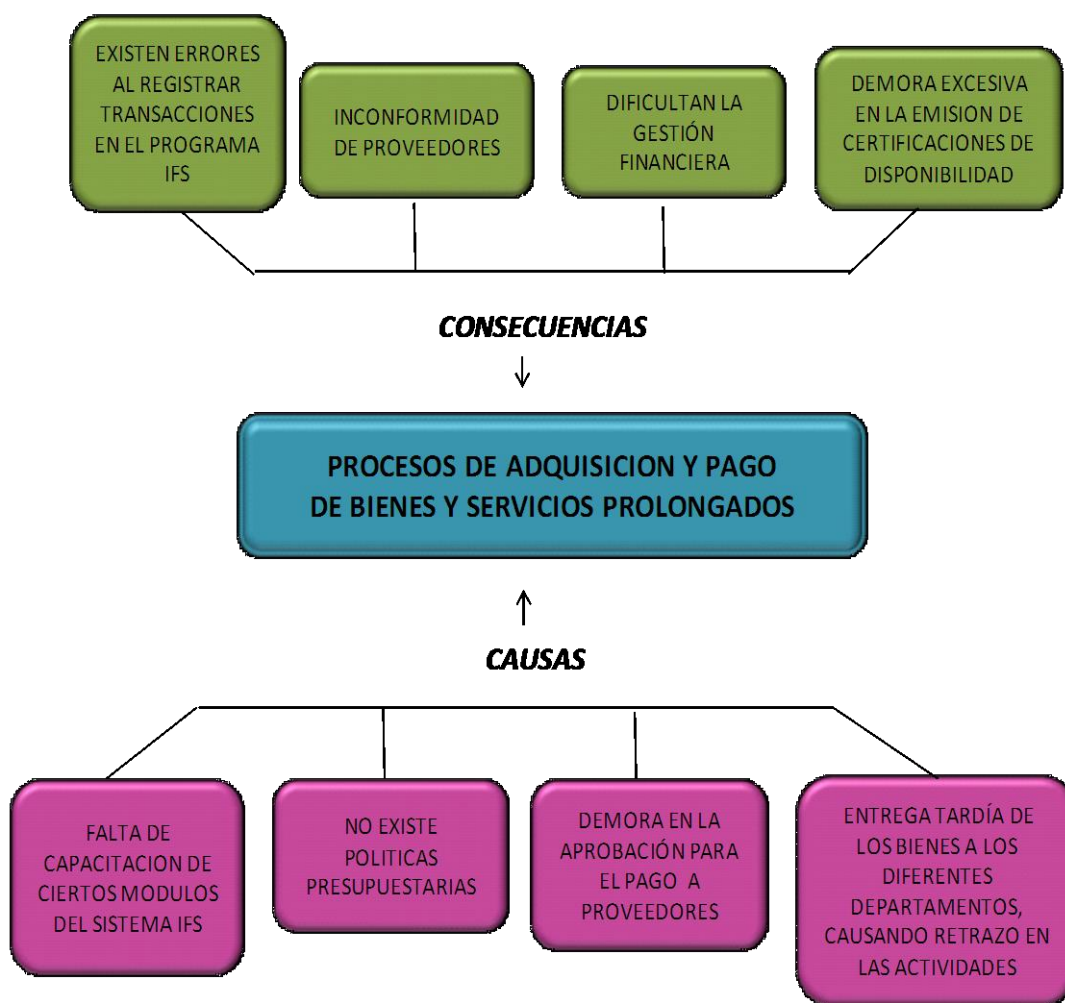 EXISTEN ERRORES
AL REGISTRAR
TRANSACCIONES
EN EL PROGRAMA
IFS
INCONFORMIDAD
DE PROVEEDORES
DIFICULTAN LA
GESTIÓN
FINANCIERA
DEMORA EXCESIVA
EN LA EMISION DE
CERTIFICACIONES DE
DISPONIBILIDAD
CONSECUENCIAS
PROCESOS DE ADQUISICION Y PAGO
DE BIENES Y SERVICIOS PROLONGADOS
CAUSAS
FALTA DE
CAPACITACION DE
CIERTOS MODULOS
DEL SISTEMA IFS
NO EXISTE
POLITICAS
PRESUPUESTARIAS
DEMORA EN LA
APROBACIÓN PARA
EL PAGO A
PROVEEDORES
ENTREGA TARDÍA DE
LOS BIENES A LOS
DIFERENTES
DEPARTAMENTOS,
CAUSANDO RETRAZO EN
LAS ACTIVIDADES